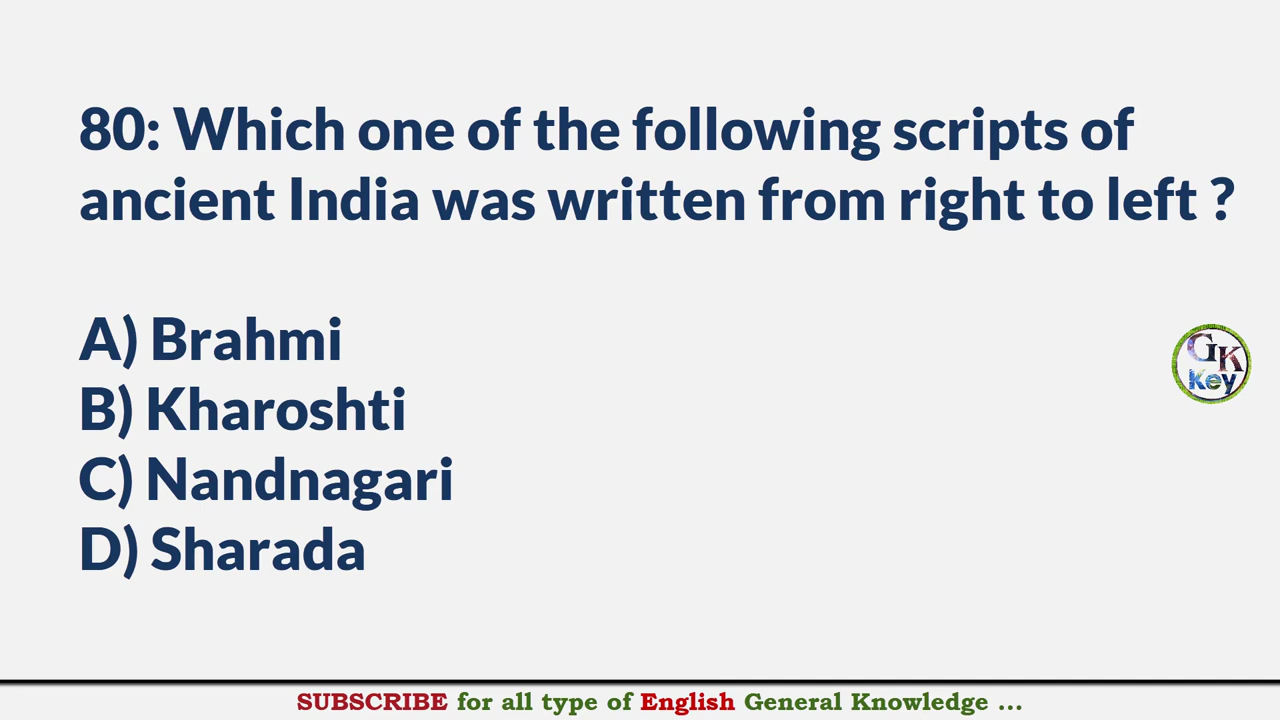 80: Which one of the following scripts of
ancient India was written from right to left ?
A) Brahmi
B) Kharoshti
C) Nandnagari
D) Sharada
GK
Key
SUBSCRIBE for all type of English General Knowledge ...